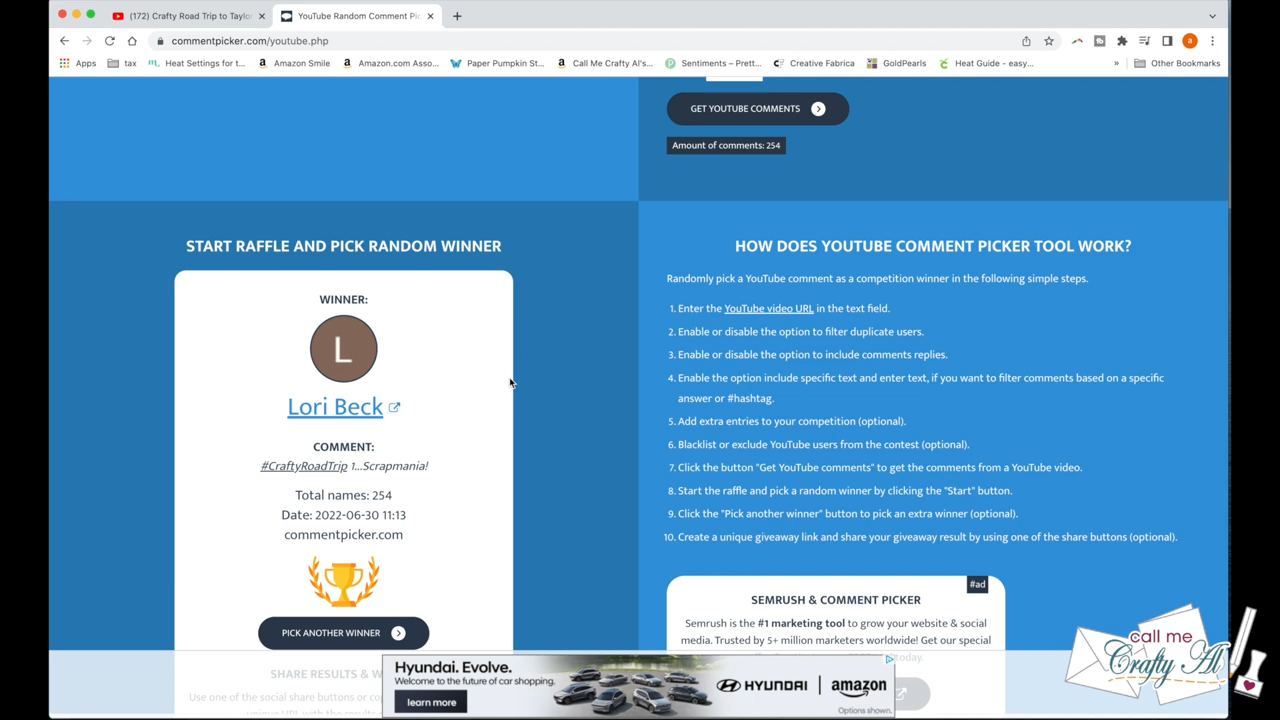 (172) Crafty Road Trip to Taylo
YouTube Random Comment Pic
commentpicker.com/youtube.php
a
Apps
tax
Heat Settings for t...
Amazon Smile
Amazon.com Asso...
Paper Pumpkin St...
Call Me Crafty Al's...
Sentiments – Prett...
Creative Fabrica
GoldPearls
Heat Guide - easy...
»
Other Bookmarks
GET YOUTUBE COMMENTS
Amount of comments: 254
START RAFFLE AND PICK RANDOM WINNER
WINNER:
L
Lori Beck
COMMENT:
#CraftyRoadTrip 1...Scrapmania!
Total names: 254
Date: 2022-06-30 11:13
commentpicker.com
PICK ANOTHER WINNER
SHARE RESULTS & W
Use one of the social share buttons or co
HOW DOES YOUTUBE COMMENT PICKER TOOL WORK?
Randomly pick a YouTube comment as a competition winner in the following simple steps.
1. Enter the YouTube video URL in the text field.
2. Enable or disable the option to filter duplicate users.
3. Enable or disable the option to include comments replies.
4. Enable the option include specific text and enter text, if you want to filter comments based on a specific
answer or #hashtag.
5. Add extra entries to your competition (optional).
6. Blacklist or exclude YouTube users from the contest (optional).
7. Click the button "Get YouTube comments" to get the comments from a YouTube video.
8. Start the raffle and pick a random winner by clicking the "Start" button.
9. Click the "Pick another winner" button to pick an extra winner (optional).
10. Create a unique giveaway link and share your giveaway result by using one of the share buttons (optional).
#ad
SEMRUSH & COMMENT PICKER
Semrush is the #1 marketing tool to grow your website & social
media. Trusted by 5+ million marketers worldwide! Get our special
today.
Hyundai. Evolve.
Welcome to the future of car shopping.
learn more
HYUNDAI
amazon
Options shown.
call me
Crafty Al